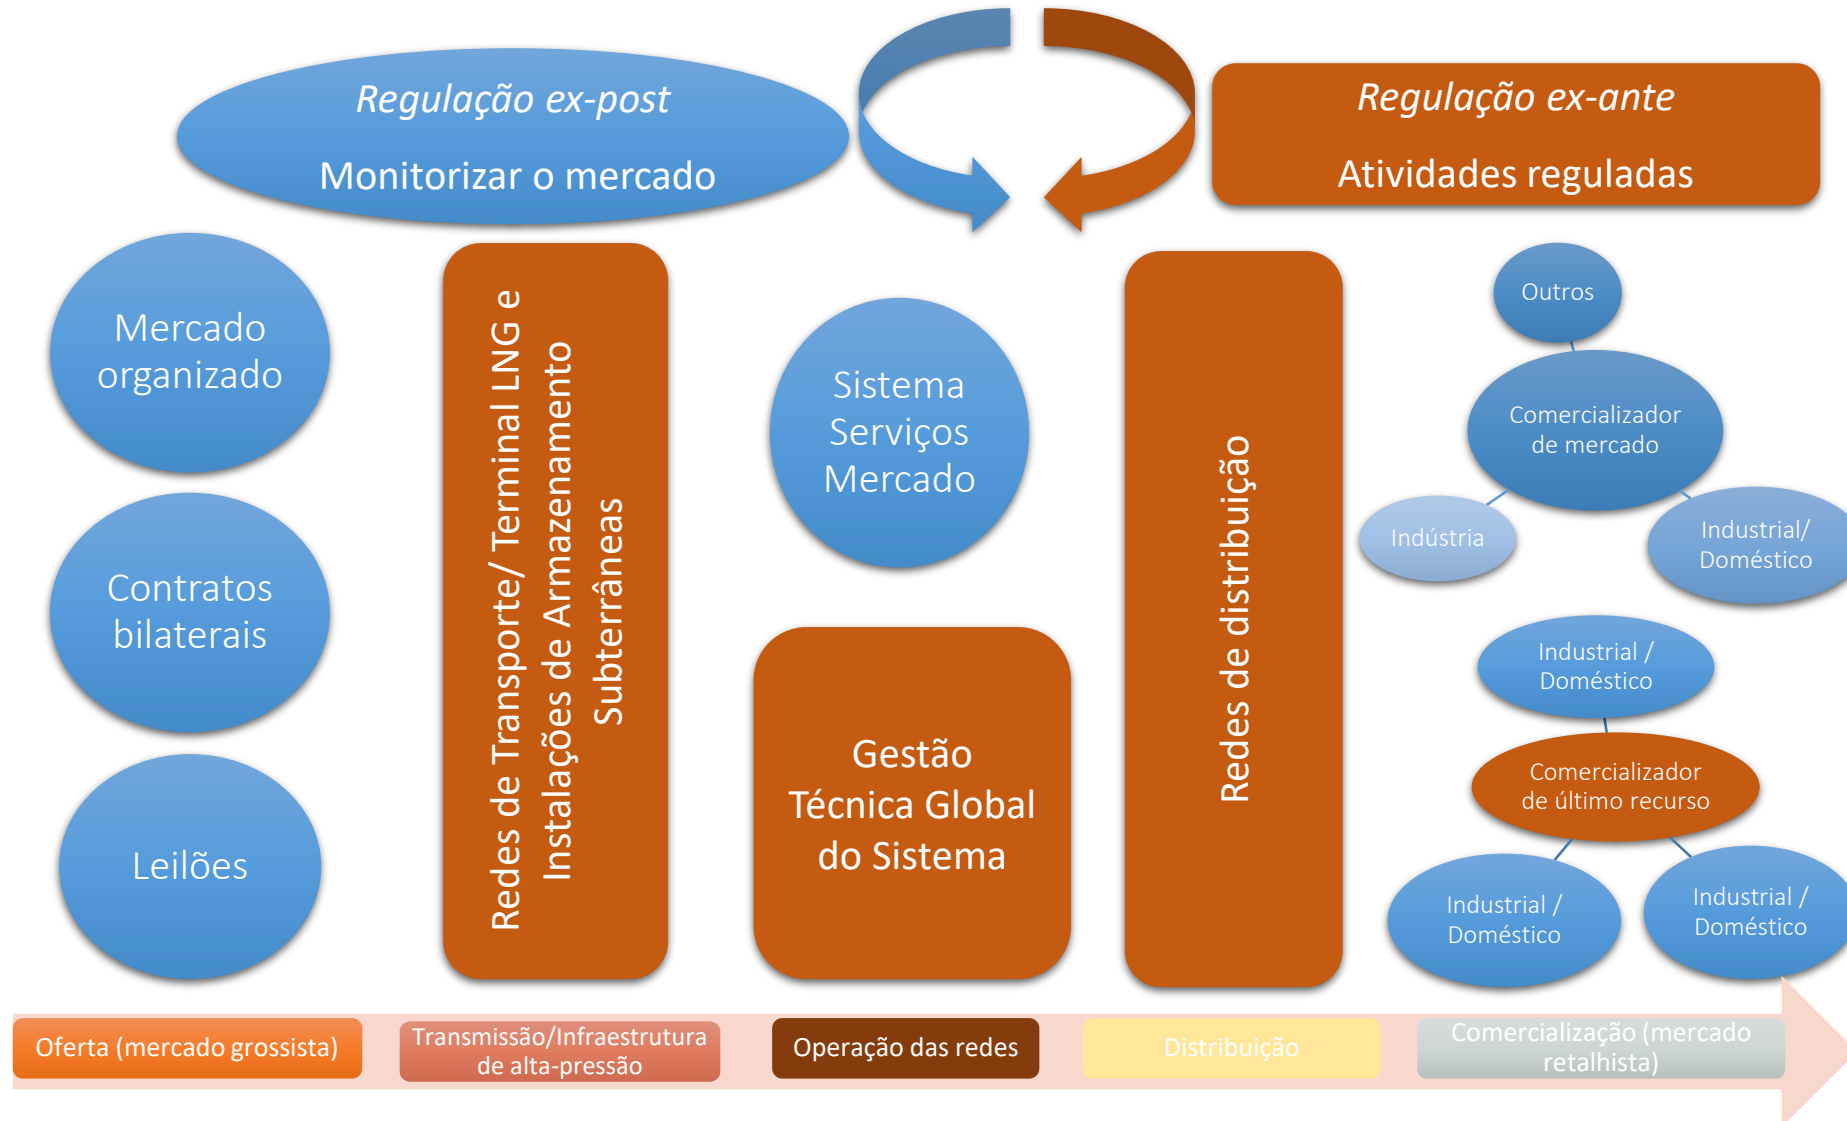 Regulação ex-post
Monitorizar o mercado
Regulação ex-ante
Atividades reguladas
Mercado
organizado
Contratos
bilaterais
Leilões
Redes de Transporte/ Terminal LNG e
Instalações de Armazenamento
Subterrâneas
Sistema
Serviços
Mercado
Gestão
Técnica Global
do Sistema
Redes de distribuição
Outros
Comercializador
de mercado
Indústria
Industrial/
Doméstico
Industrial /
Doméstico
Comercializador
de último recurso
Industrial /
Doméstico
Industrial /
Doméstico
Oferta (mercado grossista)
Transmissão/Infraestrutura
de alta-pressão
Operação das redes
Distribuição
Comercialização (mercado
retalhista)